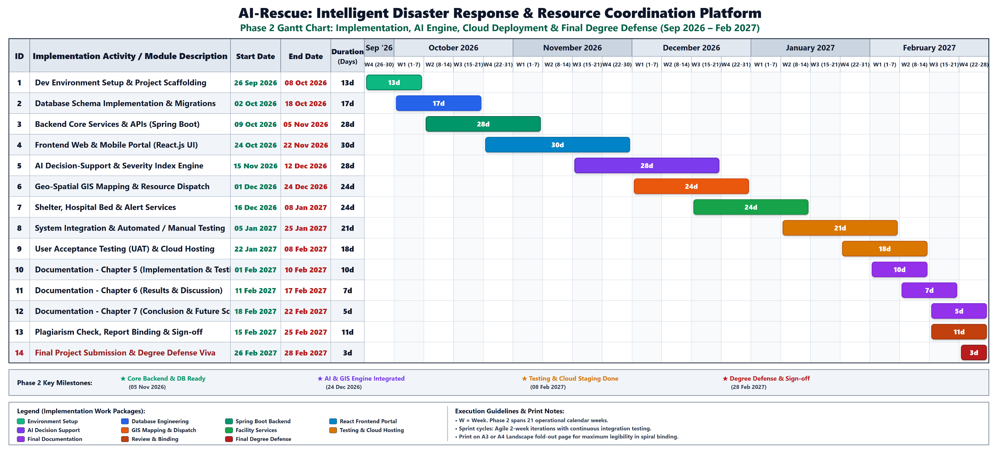 AI-Rescue: Intelligent Disaster Response & Resource Coordination Platform
Phase 2 Gantt Chart: Implementation, AI Engine, Cloud Deployment & Final Degree Defense (Sep 2026 – Feb 2027)
ID Implementation Activity / Module Description Start Date End Date Duration (Days) Sep '26 October 2026 November 2026 December 2026 January 2027 February 2027
W4 (26-30) W1 (1-7) W2 (8-14) W3 (15-21) W4 (22-31) W1 (1-7) W2 (8-14) W3 (15-21) W4 (22-30) W1 (1-7) W2 (8-14) W3 (15-21) W4 (22-31) W1 (1-7) W2 (8-14) W3 (15-21) W4 (22-31) W1 (1-7) W2 (8-14) W3 (15-21) W4 (22-28)
1 Dev Environment Setup & Project Scaffolding 26 Sep 2026 08 Oct 2026 13d 13d
2 Database Schema Implementation & Migrations 02 Oct 2026 18 Oct 2026 17d 17d
3 Backend Core Services & APIs (Spring Boot) 09 Oct 2026 05 Nov 2026 28d 28d
4 Frontend Web & Mobile Portal (React.js UI) 24 Oct 2026 22 Nov 2026 30d 30d
5 AI Decision-Support & Severity Index Engine 15 Nov 2026 12 Dec 2026 28d 28d
6 Geo-Spatial GIS Mapping & Resource Dispatch 01 Dec 2026 24 Dec 2026 24d 24d
7 Shelter, Hospital Bed & Alert Services 16 Dec 2026 08 Jan 2027 24d 24d
8 System Integration & Automated / Manual Testing 05 Jan 2027 25 Jan 2027 21d 21d
9 User Acceptance Testing (UAT) & Cloud Hosting 22 Jan 2027 08 Feb 2027 18d 18d
10 Documentation - Chapter 5 (Implementation & Testi 01 Feb 2027 10 Feb 2027 10d 10d
11 Documentation - Chapter 6 (Results & Discussion) 11 Feb 2027 17 Feb 2027 7d 7d
12 Documentation - Chapter 7 (Conclusion & Future Sc 18 Feb 2027 22 Feb 2027 5d 5d
13 Plagiarism Check, Report Binding & Sign-off 15 Feb 2027 25 Feb 2027 11d 11d
14 Final Project Submission & Degree Defense Viva 26 Feb 2027 28 Feb 2027 3d 3d
Phase 2 Key Milestones: ★ Core Backend & DB Ready ★ AI & GIS Engine Integrated ★ Testing & Cloud Staging Done ★ Degree Defense & Sign-off
(05 Nov 2026) (24 Dec 2026) (08 Feb 2027) (28 Feb 2027)
Legend (Implementation Work Packages):
Environment Setup Database Engineering Spring Boot Backend React Frontend Portal
AI Decision Support GIS Mapping & Dispatch Facility Services Testing & Cloud Hosting
Final Documentation Review & Binding Final Degree Defense
Execution Guidelines & Print Notes:
• W = Week. Phase 2 spans 21 operational calendar weeks.
• Sprint cycles: Agile 2-week iterations with continuous integration testing.
• Print on A3 or A4 Landscape fold-out page for maximum legibility in spiral binding.